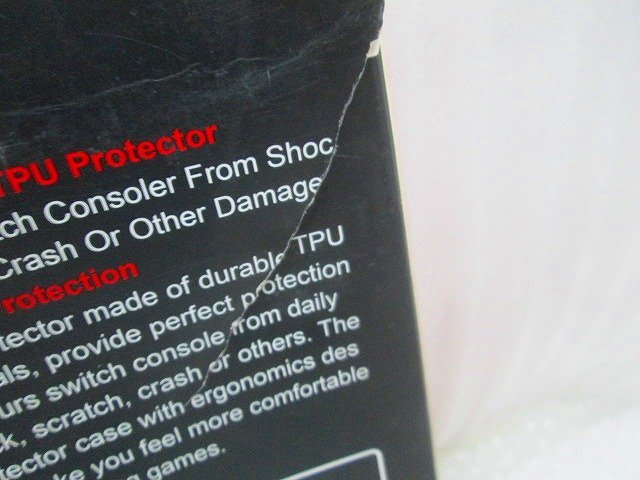 TPU Protector
tch Consoler From Shoc
Crash Or Other Damage
rotection
tector made of durable TPU
als, provide perfect protection
urs switch console from daily
k, scratch, crash or others. The
tector case with ergonomics des
ke you feel more comfortable
g games.